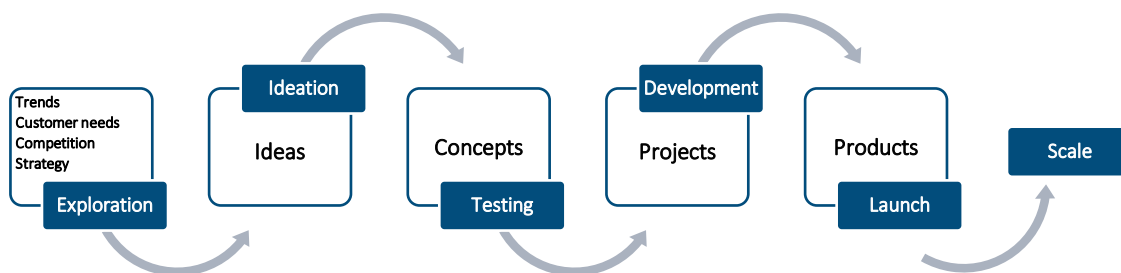 Trends
Customer needs
Competition
Strategy
Exploration
Ideation
Ideas
Concepts
Testing
Development
Projects
Products
Launch
Scale